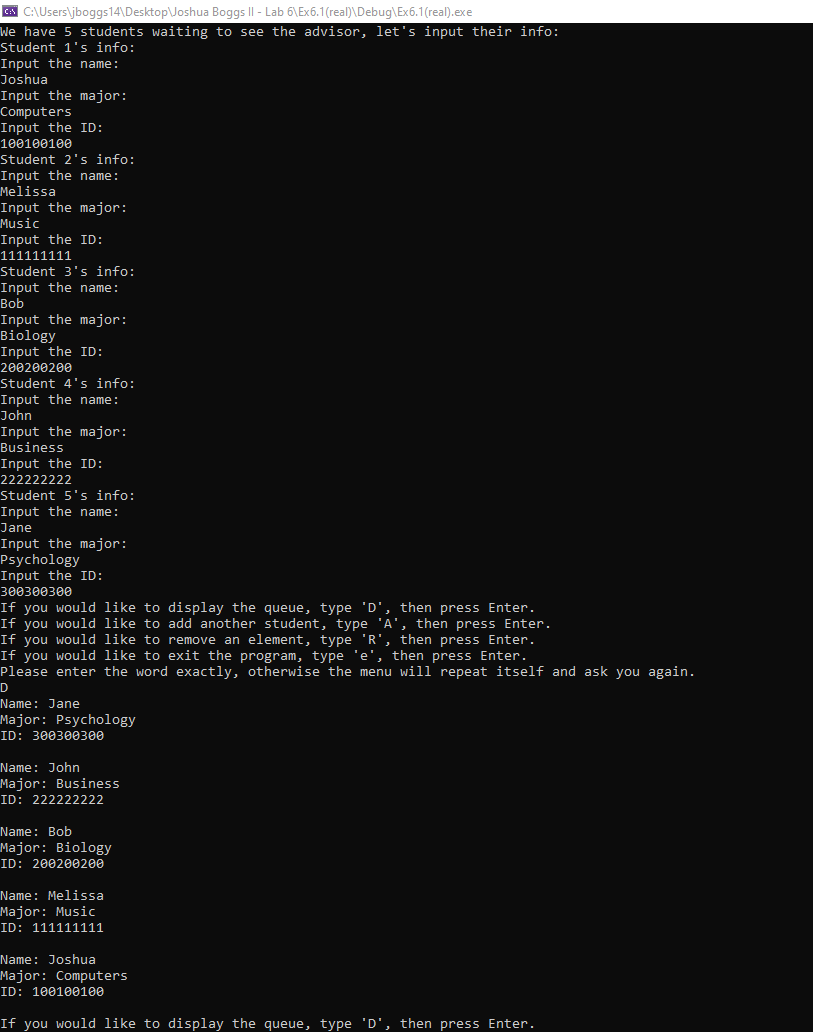 C:\Users\jboggs14\Desktop\Joshua Boggs II - Lab 6\Ex6.1(real)\Debug\Ex6.1(real).exe
We have 5 students waiting to see the advisor, let's input their info:
Student 1's info:
Input the name:
Joshua
Input the major:
Computers
Input the ID:
100100100
Student 2's info:
Input the name:
Melissa
Input the major:
Music
Input the ID:
111111111
Student 3's info:
Input the name:
Bob
Input the major:
Biology
Input the ID:
200200200
Student 4's info:
Input the name:
John
Input the major:
Business
Input the ID:
222222222
Student 5's info:
Input the name:
Jane
Input the major:
Psychology
Input the ID:
300300300
If you would like to display the queue, type 'D', then press Enter.
If you would like to add another student, type 'A', then press Enter.
If you would like to remove an element, type 'R', then press Enter.
If you would like to exit the program, type 'e', then press Enter.
Please enter the word exactly, otherwise the menu will repeat itself and ask you again.
D
Name: Jane
Major: Psychology
ID: 300300300

Name: John
Major: Business
ID: 222222222

Name: Bob
Major: Biology
ID: 200200200

Name: Melissa
Major: Music
ID: 111111111

Name: Joshua
Major: Computers
ID: 100100100

If you would like to display the queue, type 'D', then press Enter.